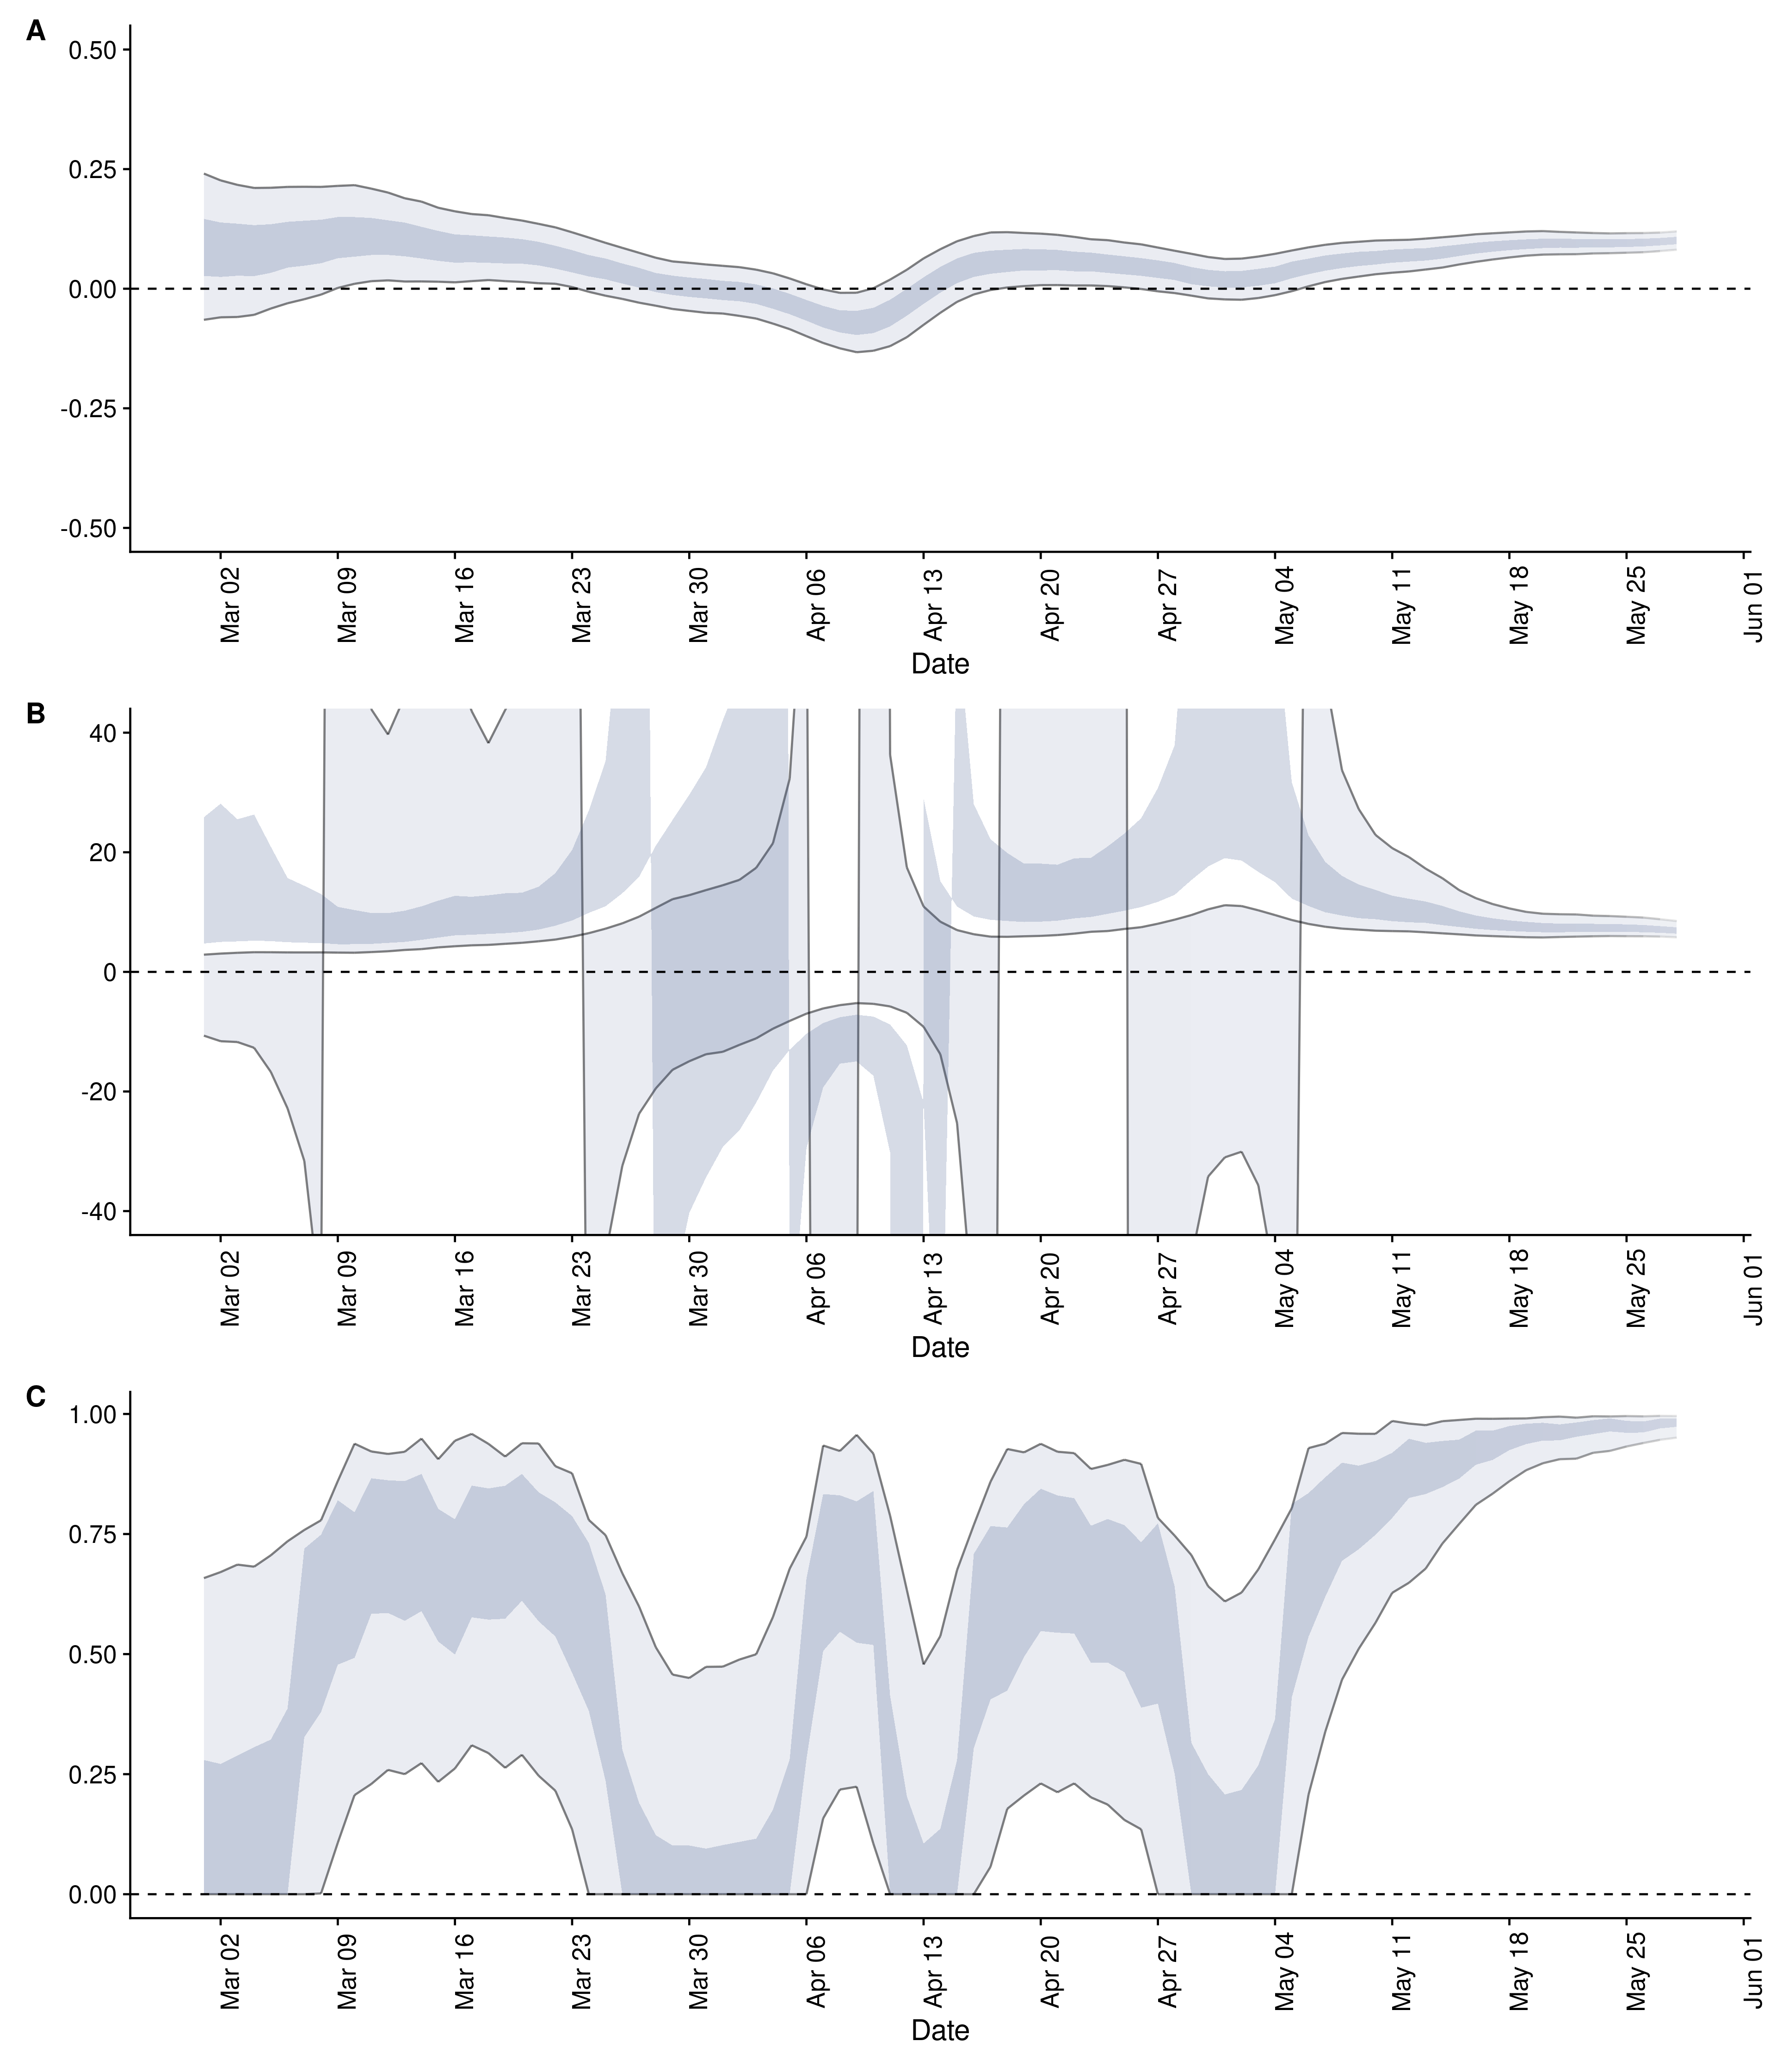 A
0.50
0.25
0.00
-0.25
-0.50
Mar 02
Mar 09
Mar 16
Mar 23
Mar 30
Apr 06
Apr 13
Apr 20
Apr 27
May 04
May 11
May 18
May 25
Jun 01
Date
B
40
20
0
-20
-40
Mar 02
Mar 09
Mar 16
Mar 23
Mar 30
Apr 06
Apr 13
Apr 20
Apr 27
May 04
May 11
May 18
May 25
Jun 01
Date
C
1.00
0.75
0.50
0.25
0.00
Mar 02
Mar 09
Mar 16
Mar 23
Mar 30
Apr 06
Apr 13
Apr 20
Apr 27
May 04
May 11
May 18
May 25
Jun 01
Date